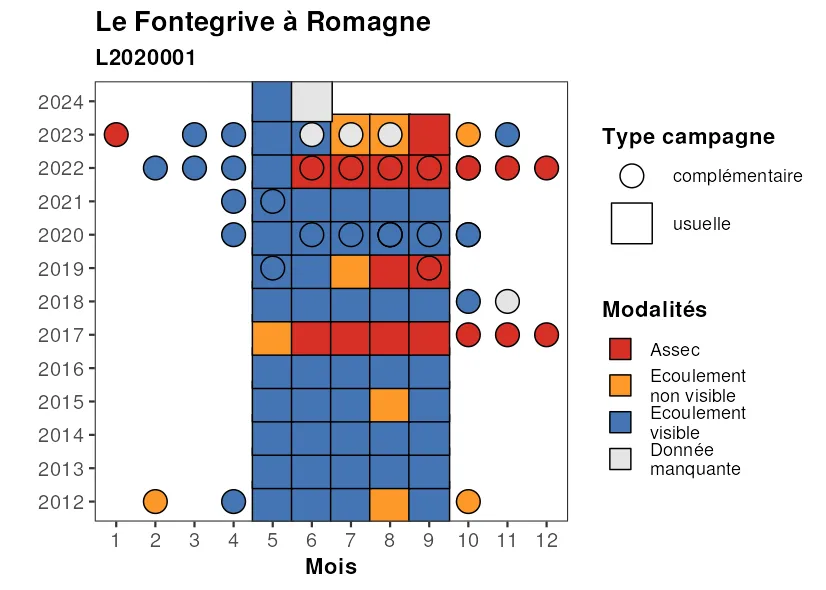 Le Fontegrive à Romagne
L2020001
2024
2023
2022
2021
2020
2019
2018
2017
2016
2015
2014
2013
2012
1 2 3 4 5 6 7 8 9 10 11 12
Mois
Type campagne
complémentaire
usuelle
Modalités
Assec
Ecoulement
non visible
Ecoulement
visible
Donnée
manquante